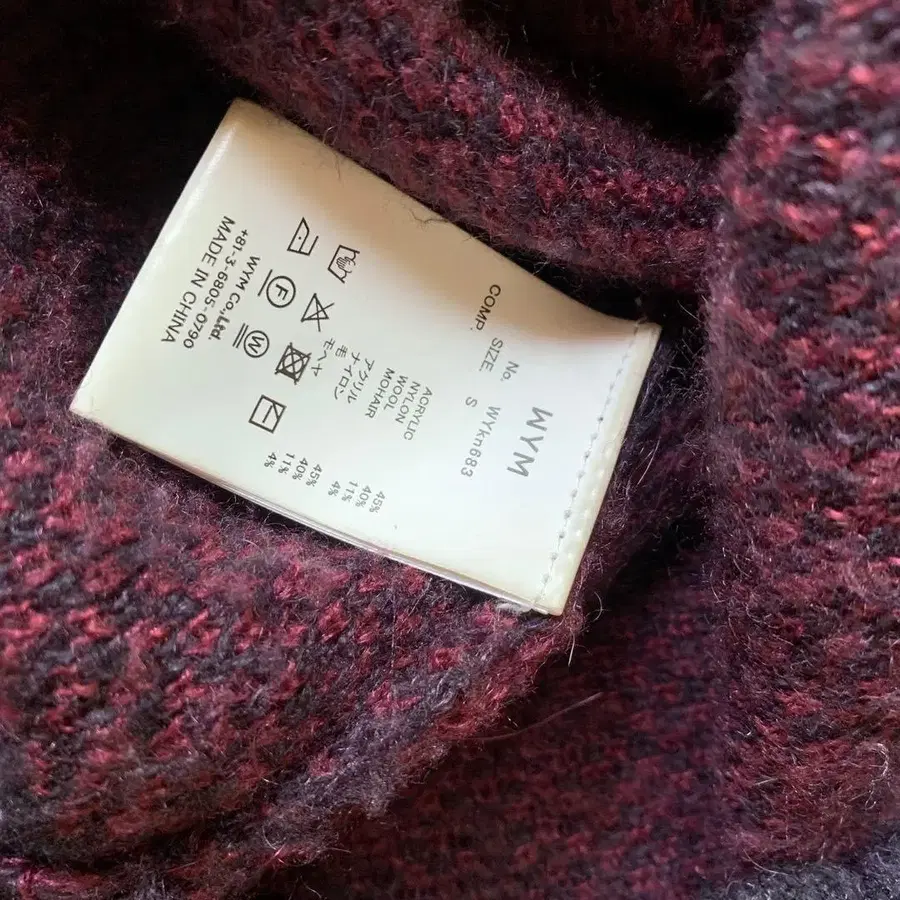 WYM
No. WYkn683
SIZE. S
COMP.
ACRYLIC 45%
NYLON 40%
WOOL 11%
MOHAIR 4%
アクリル 45%
ナイロン 40%
毛 11%
モヘヤ 4%
F
W
WYM Co.,Ltd.
+81-3-6805-0790
MADE IN CHINA